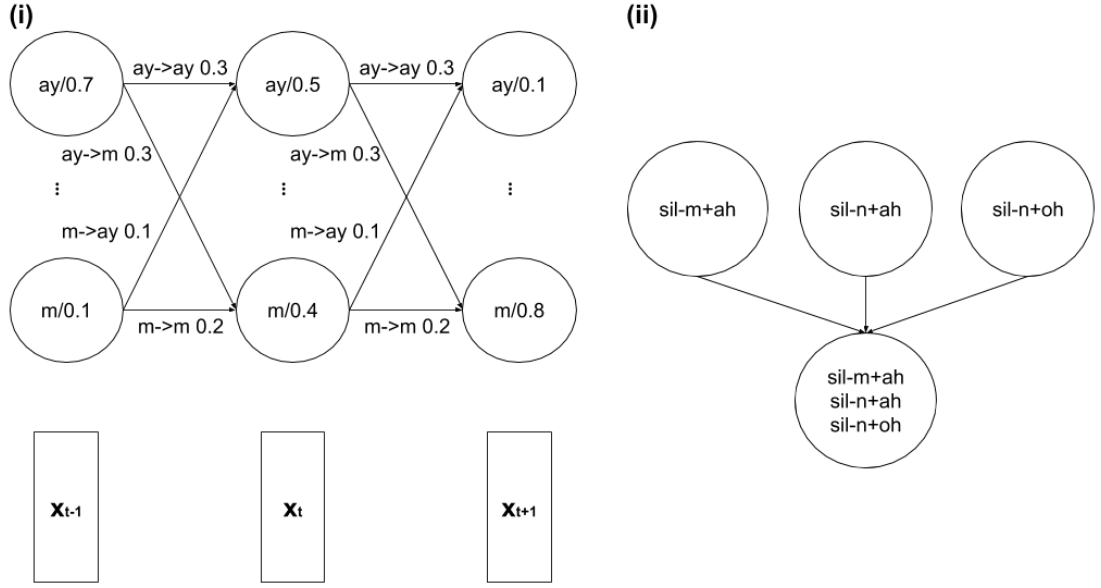 (i)
ay/0.7
ay->ay 0.3
ay/0.5
ay->ay 0.3
ay/0.1
ay->m 0.3
ay->m 0.3
...
...
...
m->ay 0.1
m->ay 0.1
m/0.1
m->m 0.2
m/0.4
m->m 0.2
m/0.8
xt-1
xt
xt+1
(ii)
sil-m+ah
sil-n+ah
sil-n+oh
sil-m+ah
sil-n+ah
sil-n+oh